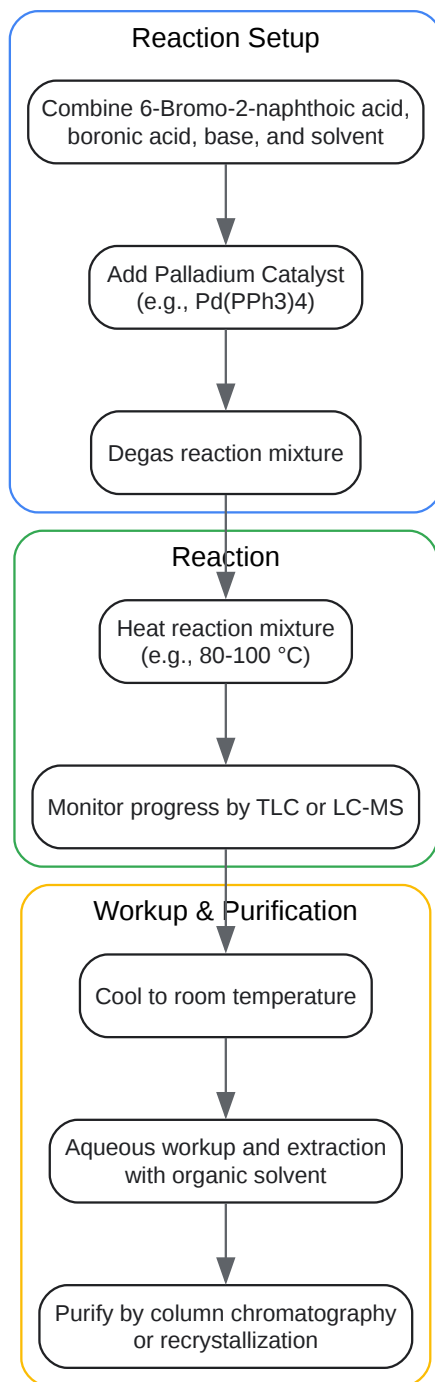 Reaction Setup
Combine 6-Bromo-2-naphthoic acid,
boronic acid, base, and solvent
Add Palladium Catalyst
(e.g., Pd(PPh3)4)
Degas reaction mixture
Reaction
Heat reaction mixture
(e.g., 80-100 °C)
Monitor progress by TLC or LC-MS
Workup & Purification
Cool to room temperature
Aqueous workup and extraction
with organic solvent
Purify by column chromatography
or recrystallization